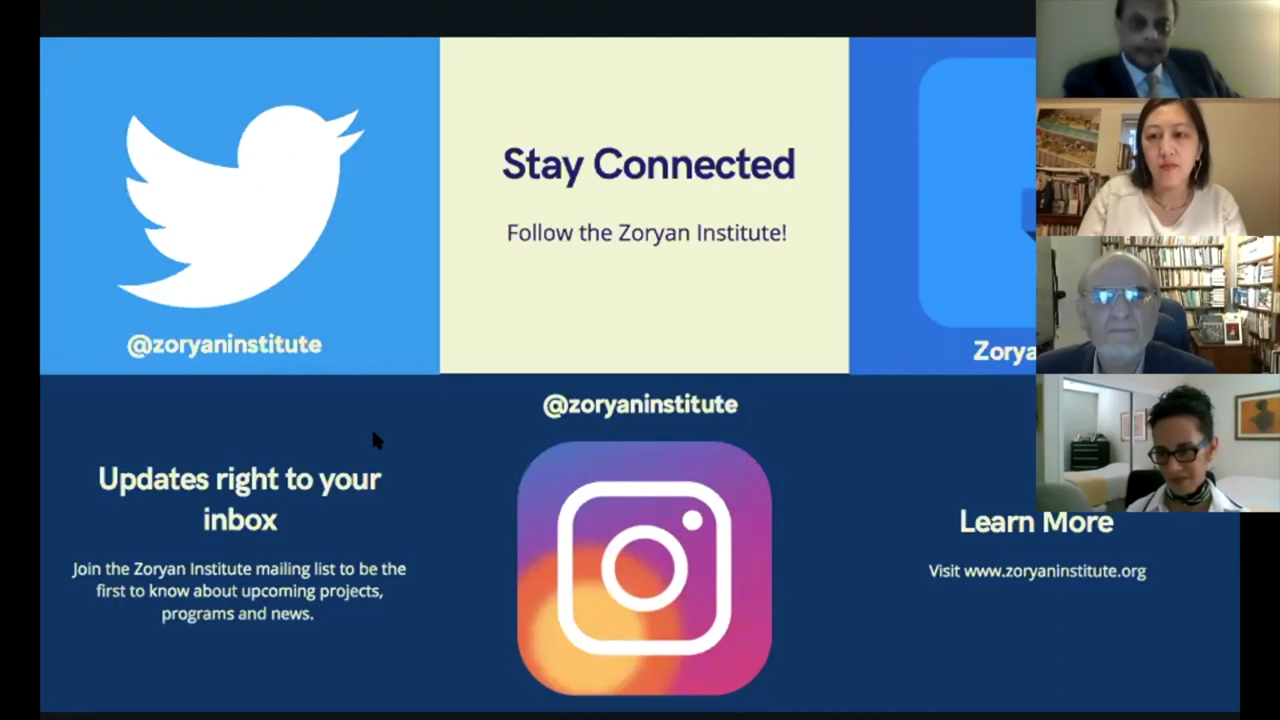 Stay Connected
Follow the Zoryan Institute!
@zoryaninstitute
Zorya
@zoryaninstitute
Updates right to your
inbox
Join the Zoryan Institute mailing list to be the
first to know about upcoming projects,
programs and news.
Learn More
Visit www.zoryaninstitute.org